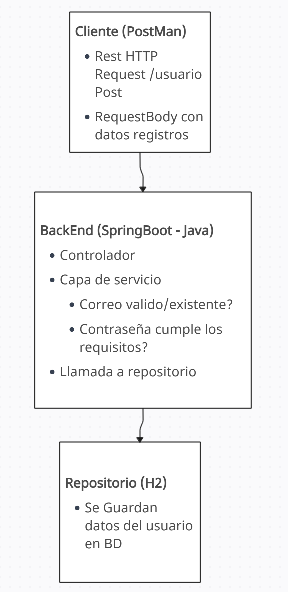 Cliente (PostMan)
• Rest HTTP
Request /usuario
Post
• RequestBody con
datos registros
BackEnd (SpringBoot - Java)
• Controlador
• Capa de servicio
• Correo valido/existente?
• Contraseña cumple los
requisitos?
• Llamada a repositorio
Repositorio (H2)
• Se Guardan
datos del usuario
en BD